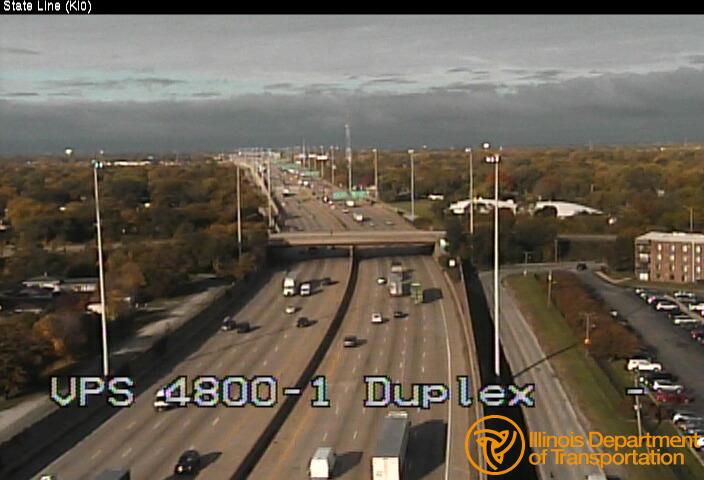 State Line (Kl0)
VPS 4800-1 Duplex -
Illinois Department
of Transportation